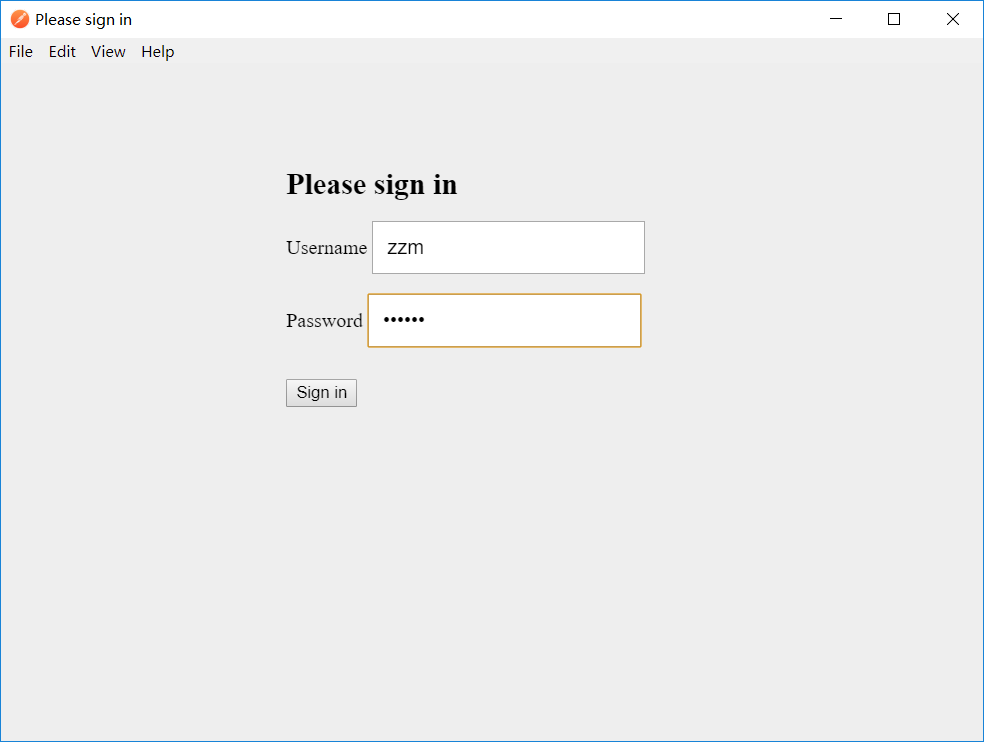 Please sign in
File Edit View Help
Please sign in
Username zzm
Password ••••••
Sign in